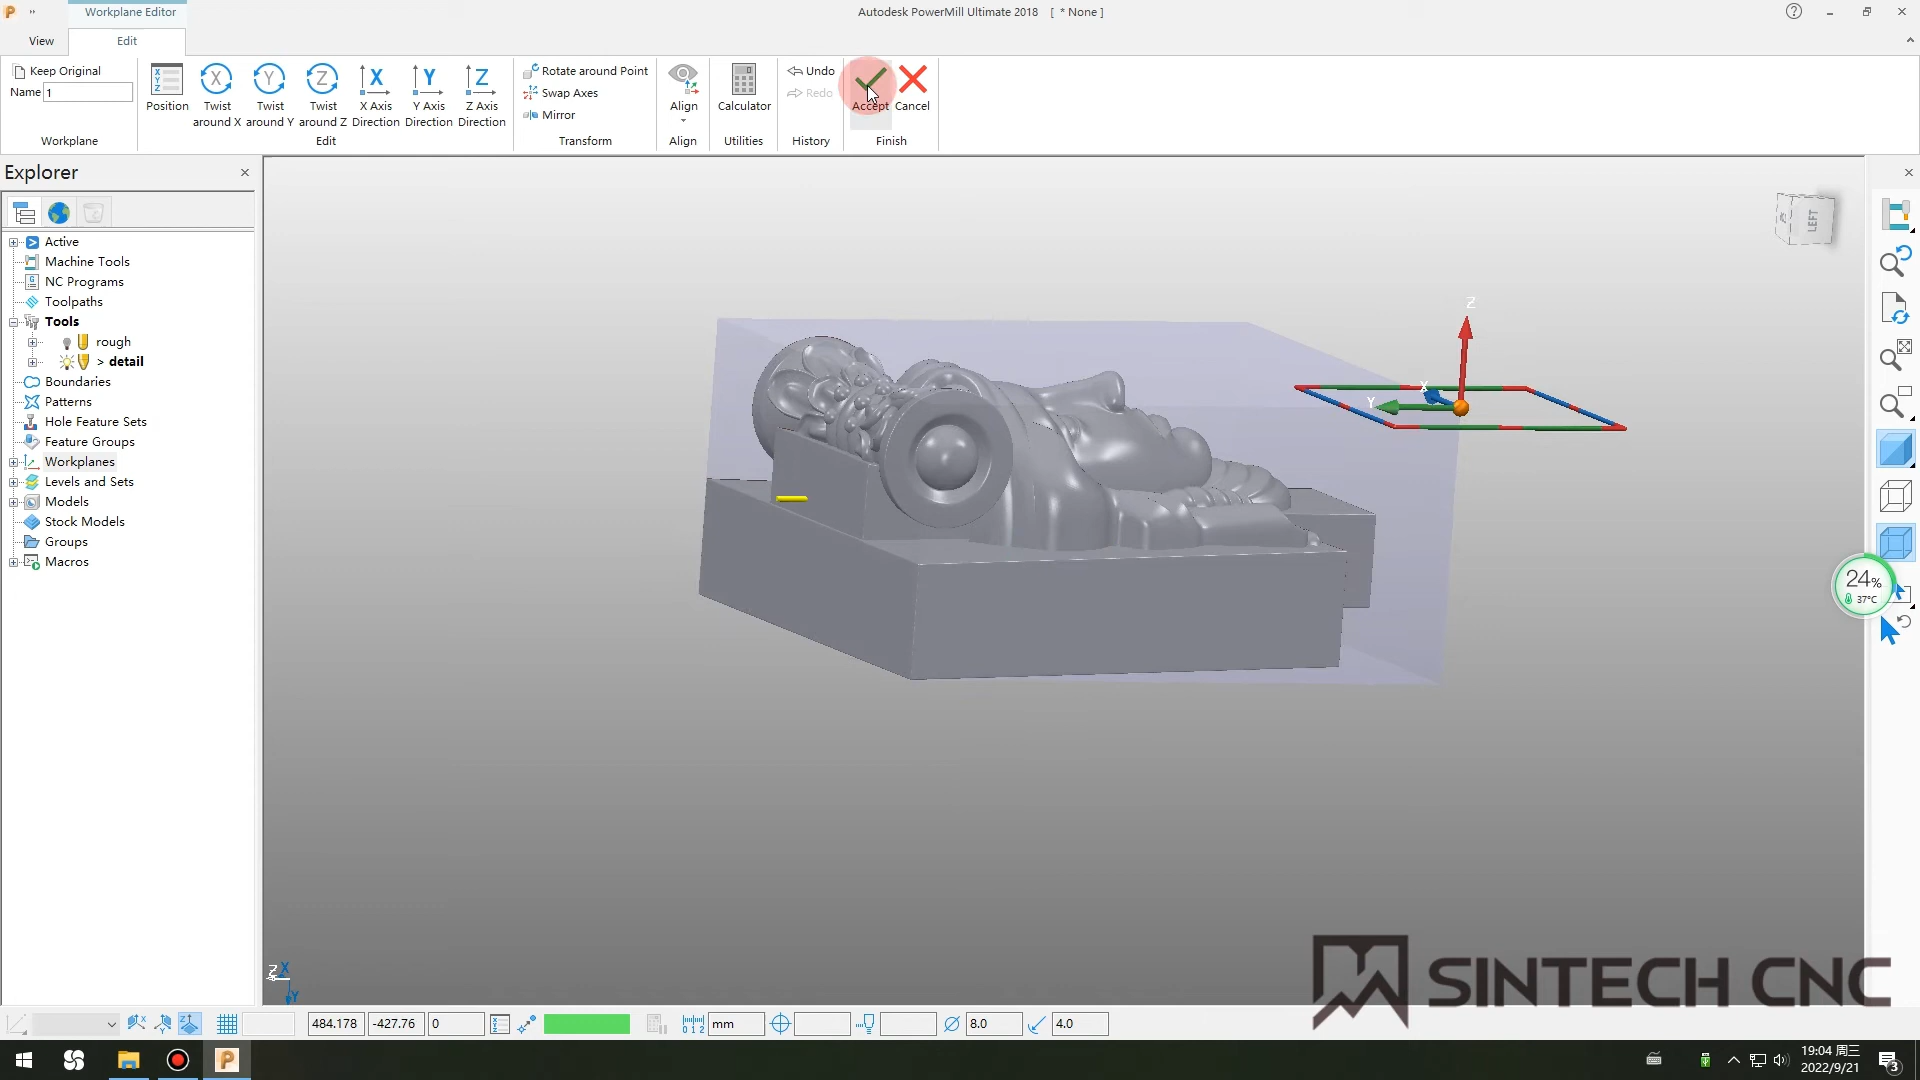 Workplane Editor
Autodesk PowerMill Ultimate 2018 [ * None ]
View
Edit
Keep Original
Name 1
Workplane
Position
Twist around X
Twist around Y
Twist around Z
X Axis Direction
Y Axis Direction
Z Axis Direction
Edit
Rotate around Point
Swap Axes
Mirror
Transform
Align
Align
Calculator
Utilities
Undo
Redo
History
Accept
Cancel
Finish
Explorer
Active
Machine Tools
NC Programs
Toolpaths
Tools
rough
> detail
Boundaries
Patterns
Hole Feature Sets
Feature Groups
Workplanes
Levels and Sets
Models
Stock Models
Groups
Macros
LEFT
Z
X
Y
24%
37°C
SINTECH CNC
Z X
Y
484.178
-427.76
0
mm
8.0
4.0
19:04 周三
2022/9/21
3